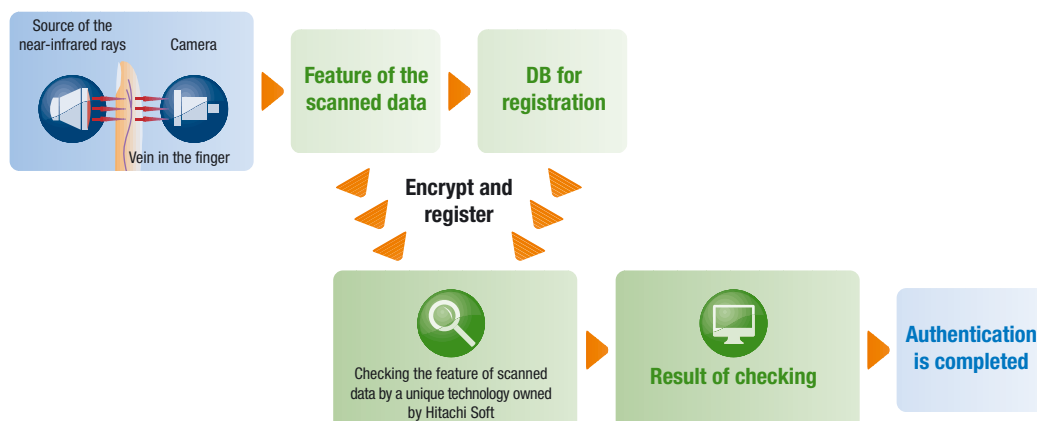 Source of the
near-infrared rays
Camera
Vein in the finger
Feature of the
scanned data
DB for
registration
Encrypt and
register
Checking the feature of scanned
data by a unique technology owned
by Hitachi Soft
Result of checking
Authentication
is completed